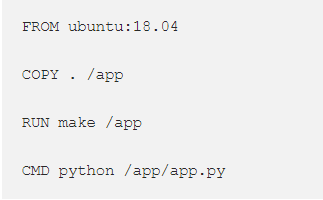 FROM ubuntu:18.04
COPY . /app
RUN make /app
CMD python /app/app.py